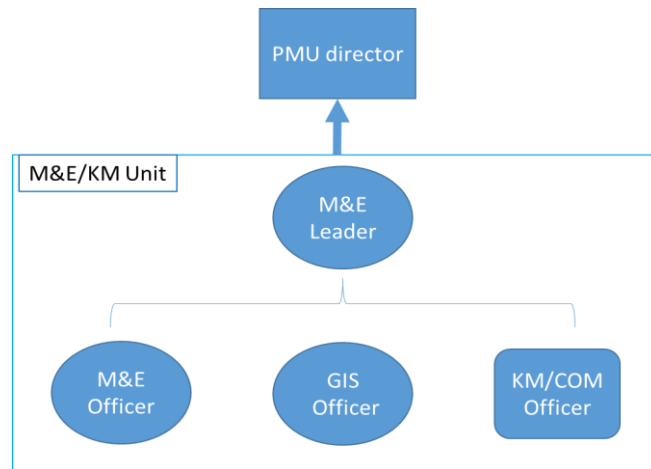 PMU director
M&E/KM Unit
M&E
Leader
M&E
Officer
GIS
Officer
KM/COM
Officer